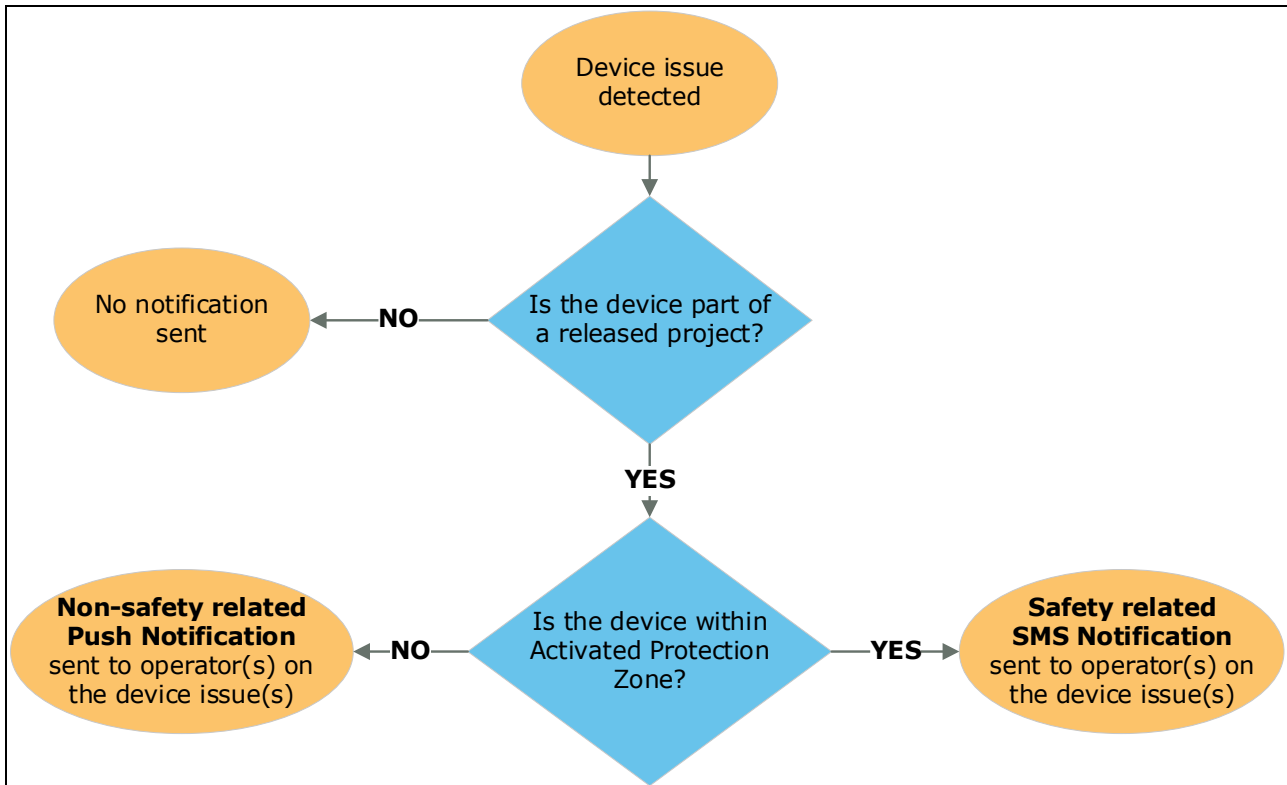 Device issue
detected
Is the device part of
a released project?
NO
No notification
sent
YES
Is the device within
Activated Protection
Zone?
NO
Non-safety related
Push Notification
sent to operator(s) on
the device issue(s)
YES
Safety related
SMS Notification
sent to operator(s) on
the device issue(s)